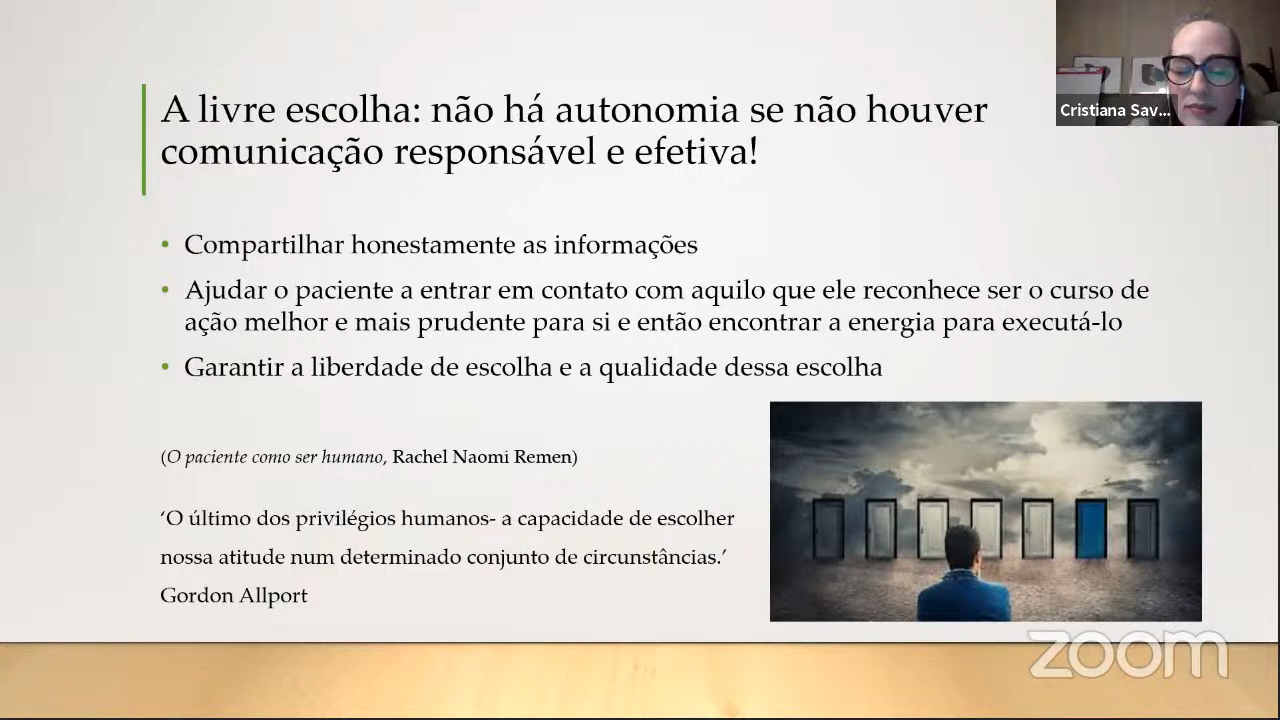 A livre escolha: não há autonomia se não houver
comunicação responsável e efetiva!
Cristiana Sav...
• Compartilhar honestamente as informações
• Ajudar o paciente a entrar em contato com aquilo que ele reconhece ser o curso de
ação melhor e mais prudente para si e então encontrar a energia para executá-lo
• Garantir a liberdade de escolha e a qualidade dessa escolha
(O paciente como ser humano, Rachel Naomi Remen)
‘O último dos privilégios humanos- a capacidade de escolher
nossa atitude num determinado conjunto de circunstâncias.’
Gordon Allport
zoom